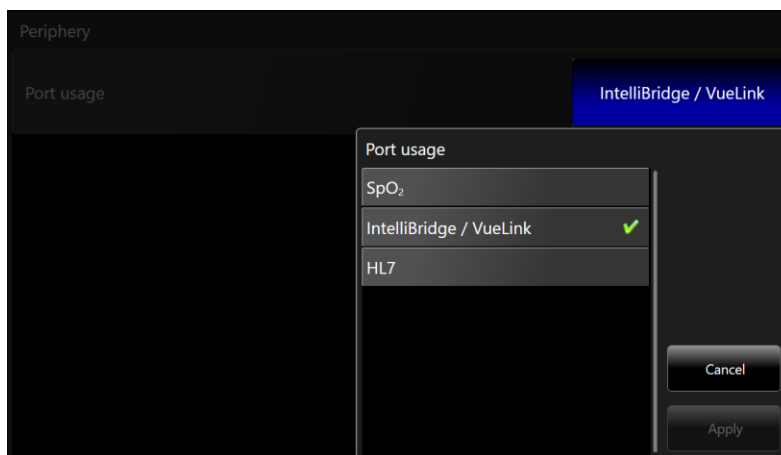 Periphery
Port usage
IntelliBridge / VueLink
Port usage
SpO₂
IntelliBridge / VueLink
HL7
Cancel
Apply